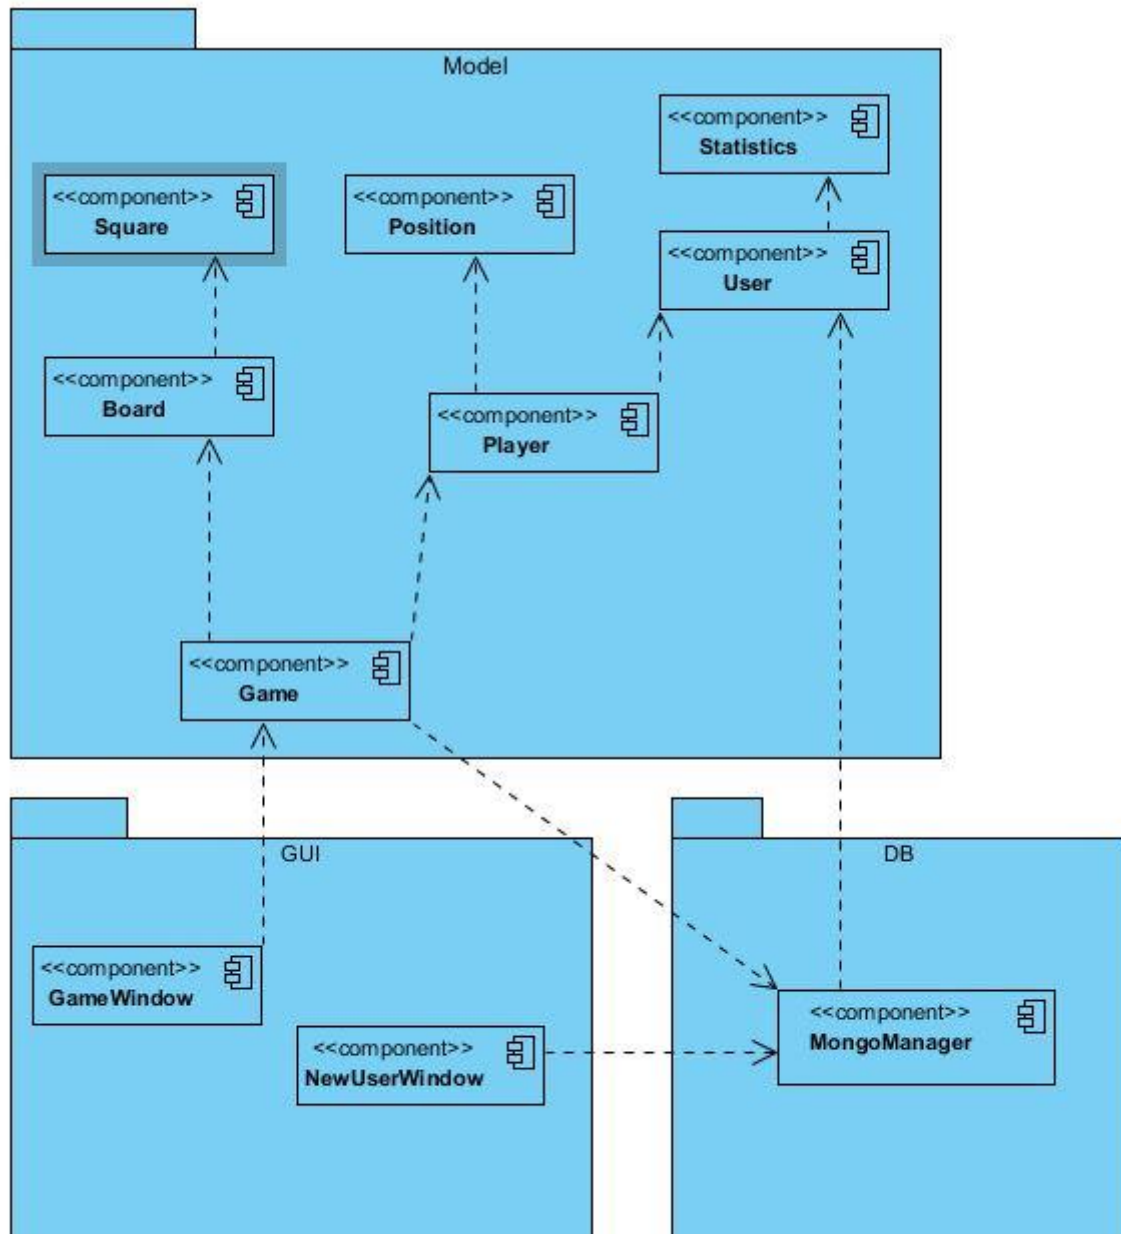 Model
<<component>>
Statistics
<<component>>
Square
<<component>>
Position
<<component>>
User
<<component>>
Board
<<component>>
Player
<<component>>
Game
GUI
DB
<<component>>
GameWindow
<<component>>
MongoManager
<<component>>
NewUserWindow